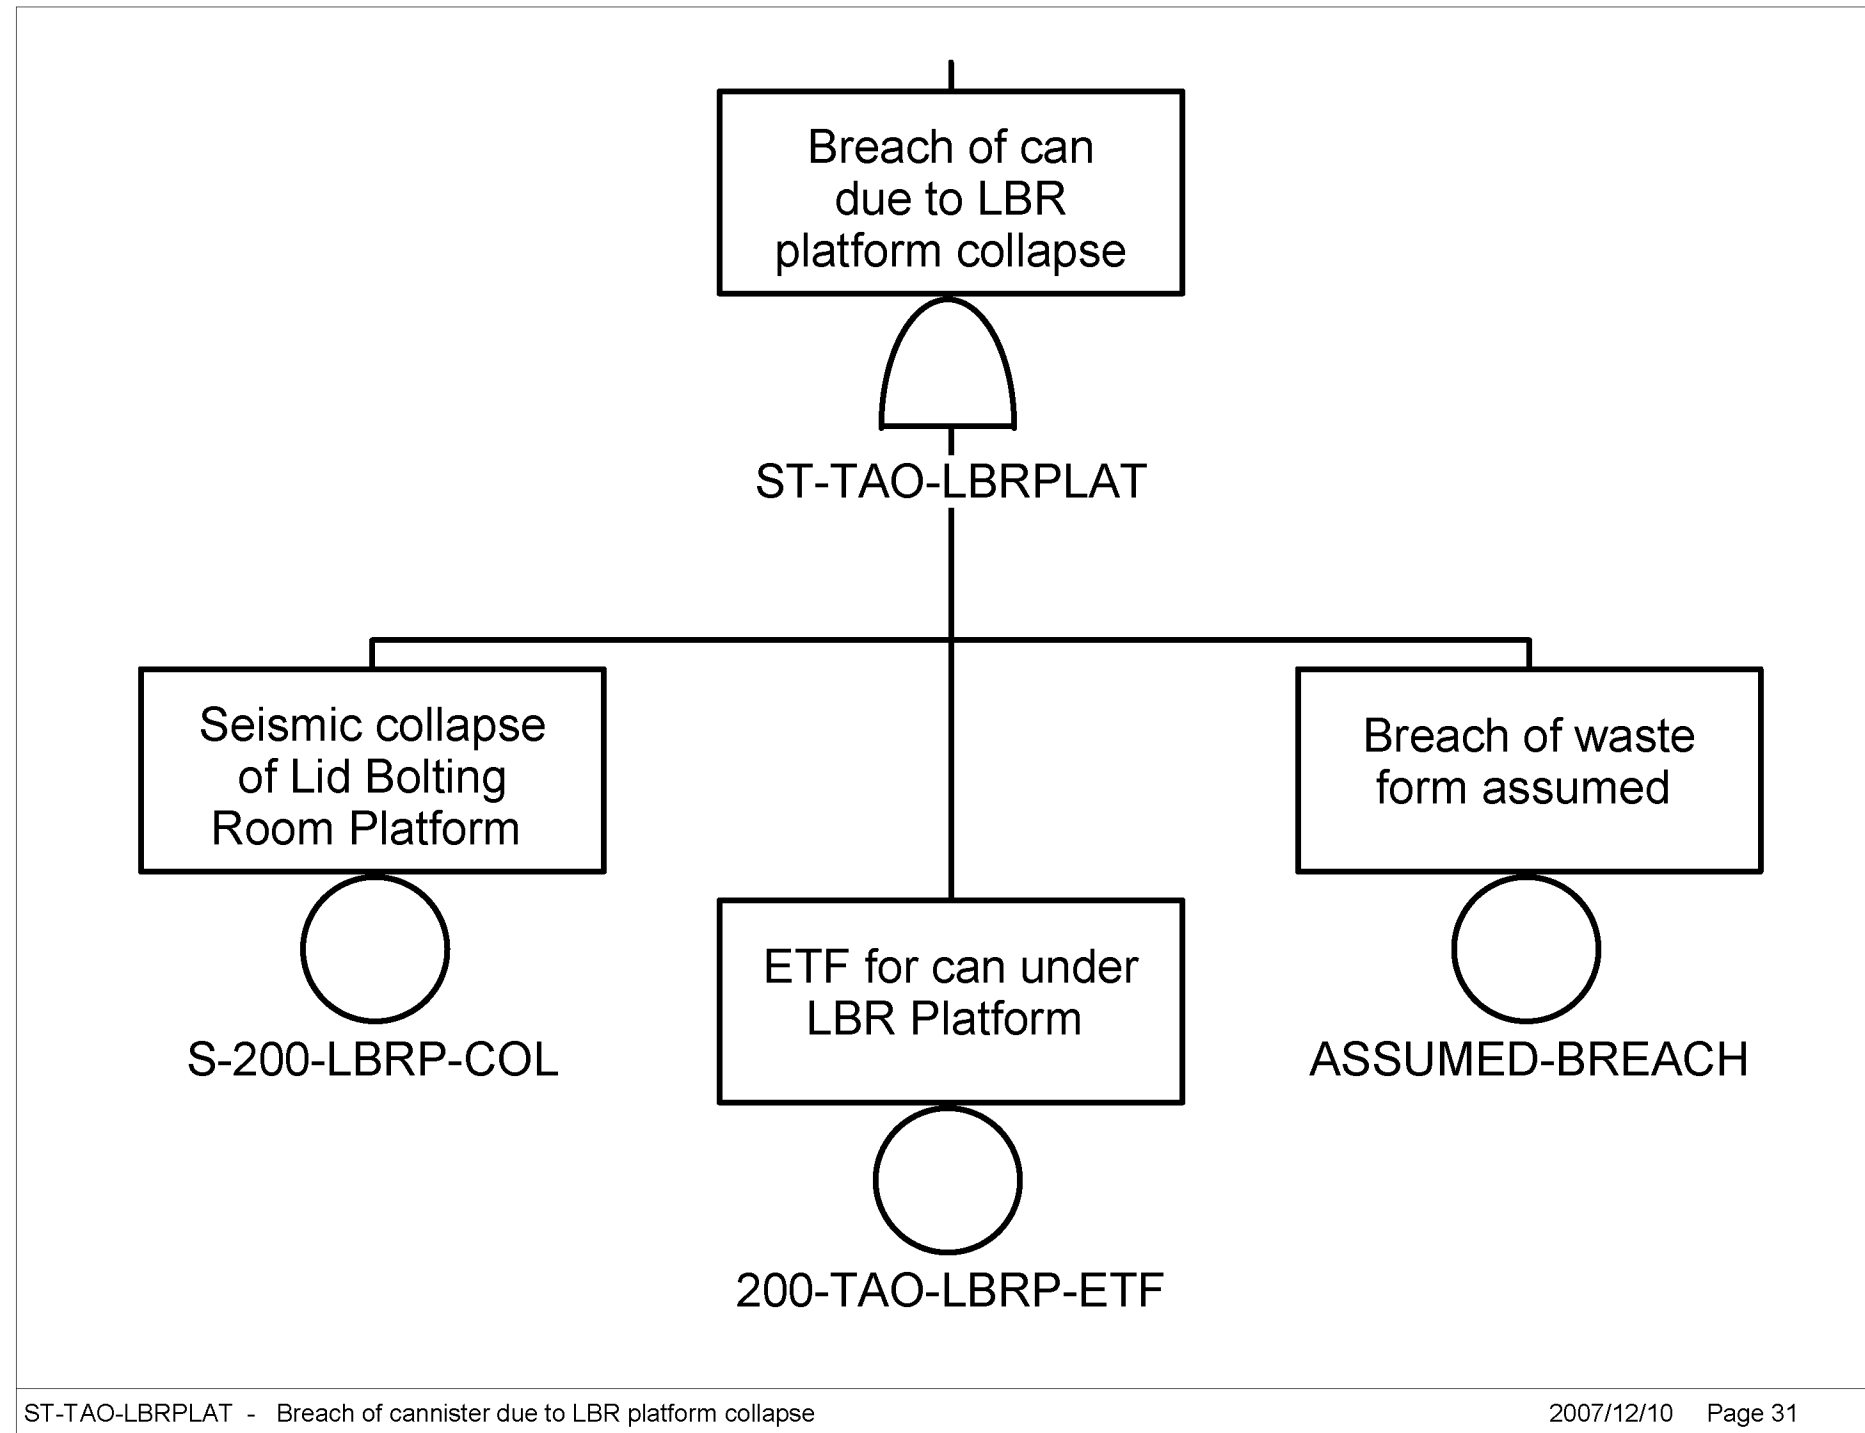 Breach of can
due to LBR
platform collapse
ST-TAO-LBRPLAT
Seismic collapse
of Lid Bolting
Room Platform
S-200-LBRP-COL
ETF for can under
LBR Platform
200-TAO-LBRP-ETF
Breach of waste
form assumed
ASSUMED-BREACH
ST-TAO-LBRPLAT - Breach of cannister due to LBR platform collapse
2007/12/10 Page 31